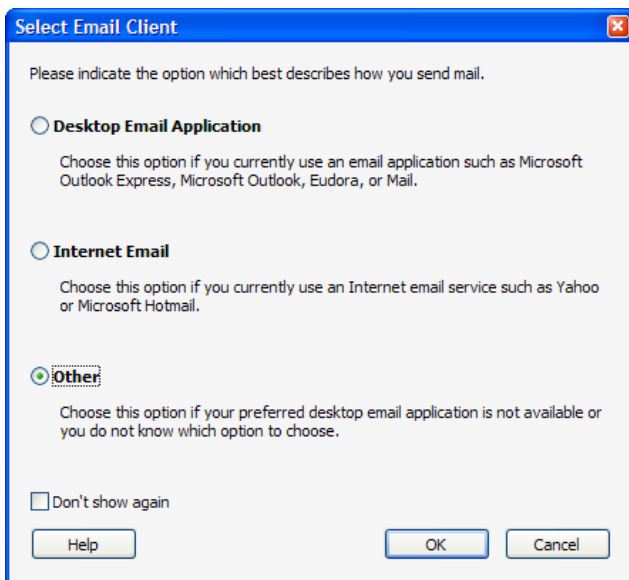 Select Email Client
Please indicate the option which best describes how you send mail.
Desktop Email Application
Choose this option if you currently use an email application such as Microsoft
Outlook Express, Microsoft Outlook, Eudora, or Mail.
Internet Email
Choose this option if you currently use an Internet email service such as Yahoo
or Microsoft Hotmail.
Other
Choose this option if your preferred desktop email application is not available or
you do not know which option to choose.
Don't show again
Help OK Cancel